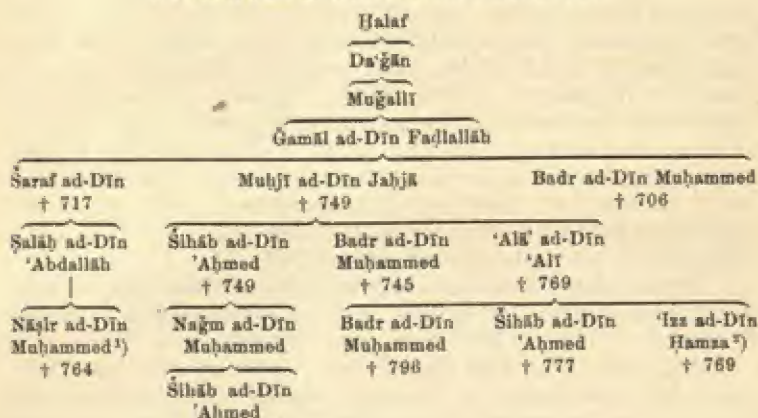 Ḫalaf
Da‘ǧān
Muǧallī
Ǧamāl ad-Dīn Faḍlallāh
Šaraf ad-Dīn Muḥjī ad-Dīn Jaḥjā Badr ad-Dīn Muḥammed
† 717 † 749 † 706
Ṣalāḥ ad-Dīn Šihāb ad-Dīn Badr ad-Dīn ‘Alā’ ad-Dīn
’Abdallāh ’Aḥmed Muḥammed ‘Alī
† 749 † 745 † 769
Nāṣir ad-Dīn Naǧm ad-Dīn Badr ad-Dīn Šihāb ad-Dīn ‘Izz ad-Dīn
Muḥammed¹) Muḥammed Muḥammed ’Aḥmed Ḥamza²)
† 764 † 796 † 777 † 769
Šihāb ad-Dīn
’Aḥmed